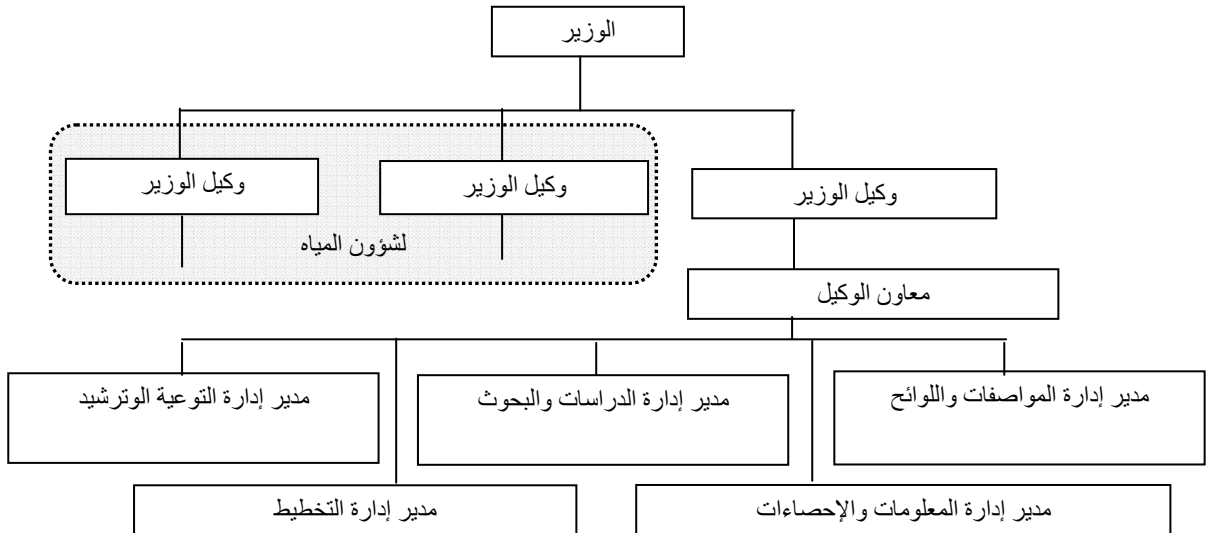 الوزير
وكيل الوزير
وكيل الوزير
وكيل الوزير
لشؤون المياه
معاون الوكيل
مدير إدارة المواصفات واللوائح
مدير إدارة الدراسات والبحوث
مدير إدارة التوعية الوترشيد
مدير إدارة المعلومات والإحصاءات
مدير إدارة التخطيط